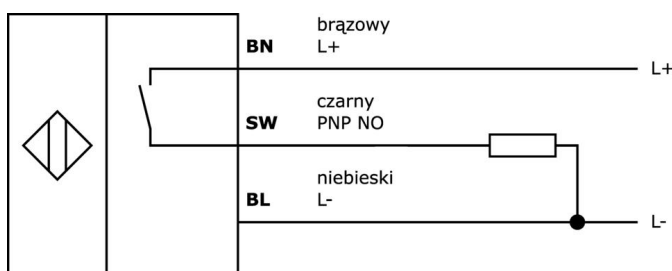 brązowy
BN L+
L+
czarny
SW PNP NO
niebieski
BL L-
L-